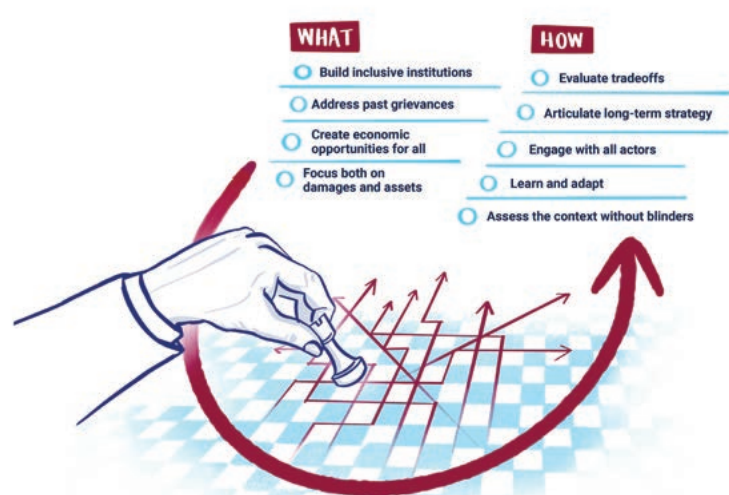 WHAT
Build inclusive institutions
Address past grievances
Create economic
opportunities for all
Focus both on
damages and assets
HOW
Evaluate tradeoffs
Articulate long-term strategy
Engage with all actors
Learn and adapt
Assess the context without blinders